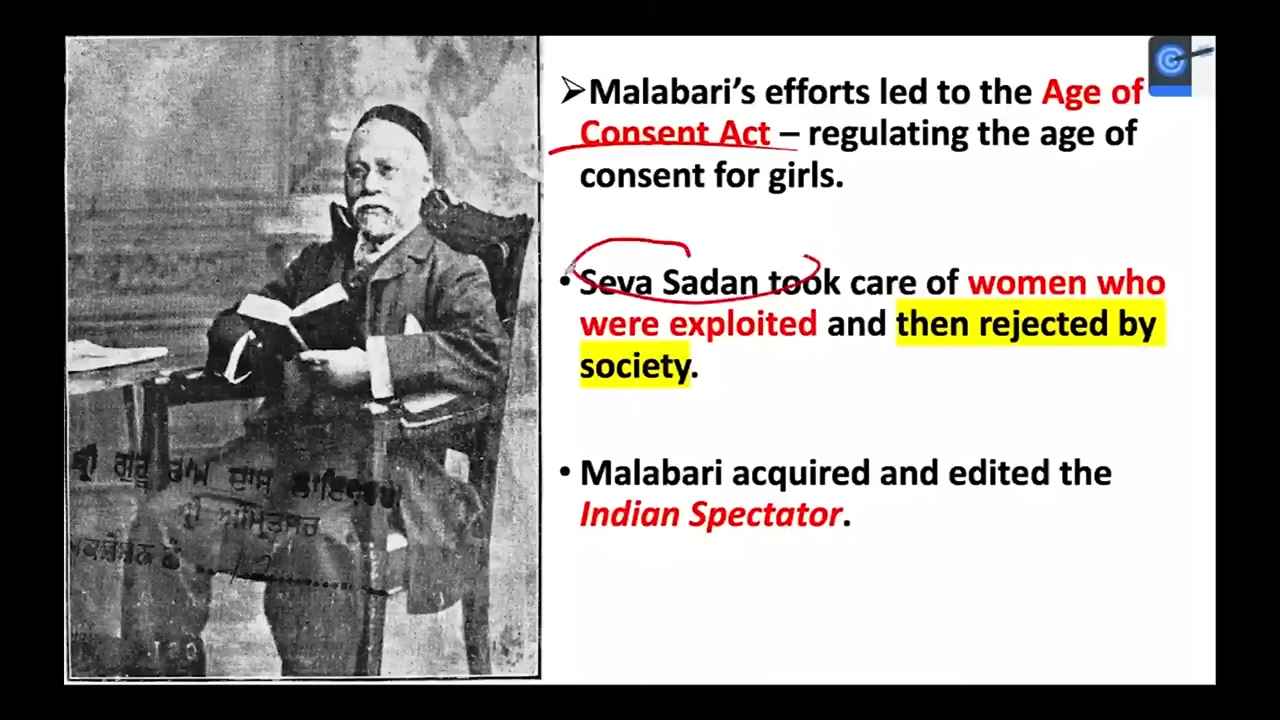 ➢Malabari’s efforts led to the Age of
Consent Act – regulating the age of
consent for girls.
• Seva Sadan took care of women who
were exploited and then rejected by
society.
• Malabari acquired and edited the
Indian Spectator.
ਸ੍ਰੀ ਗੁਰੂ ਰਾਮ ਦਾਸ
ਸ੍ਰੀ ਅੰਮ੍ਰਿਤਸਰ